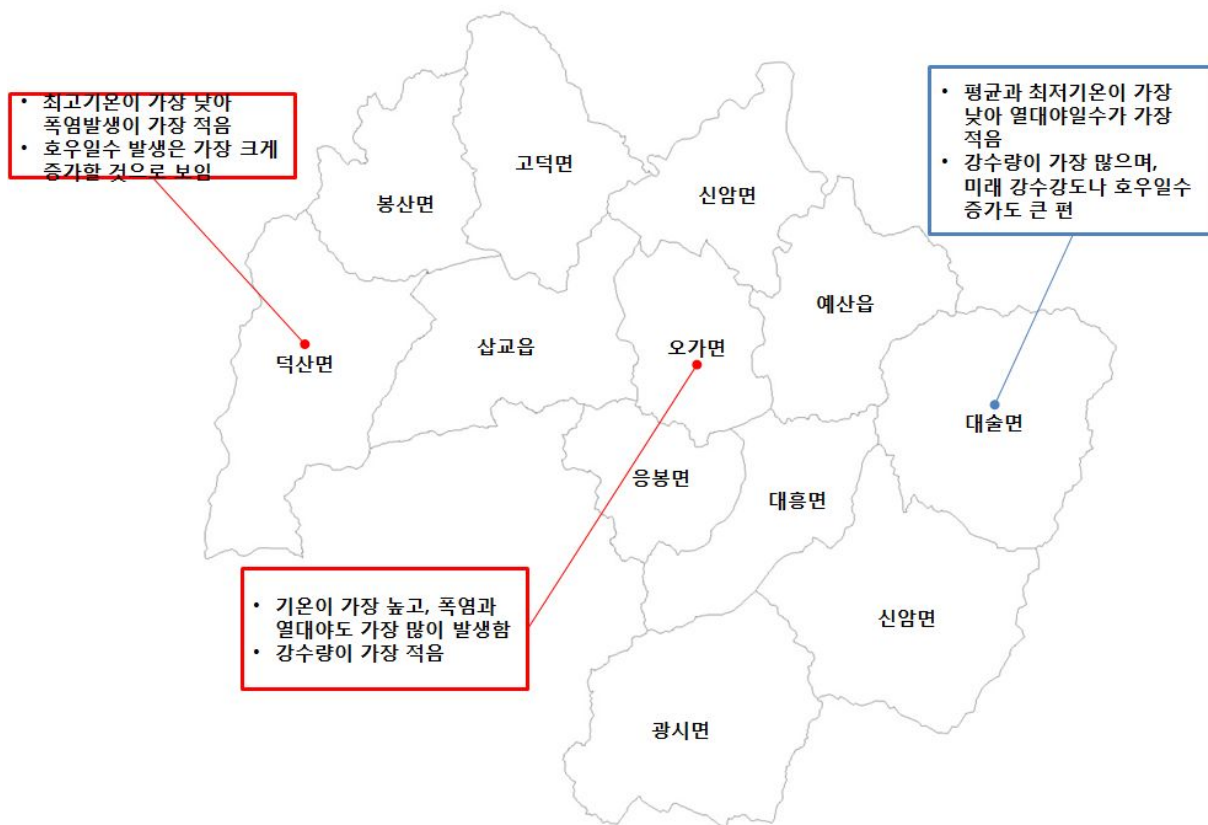 • 최고기온이 가장 낮아
폭염발생이 가장 적음
• 호우일수 발생은 가장 크게
증가할 것으로 보임
• 평균과 최저기온이 가장
낮아 열대야일수가 가장
적음
• 강수량이 가장 많으며,
미래 강수강도나 호우일수
증가도 큰 편
고덕면
봉산면
신암면
예산읍
덕산면
삽교읍
오가면
대술면
응봉면
대흥면
• 기온이 가장 높고, 폭염과
열대야도 가장 많이 발생함
• 강수량이 가장 적음
신암면
광시면